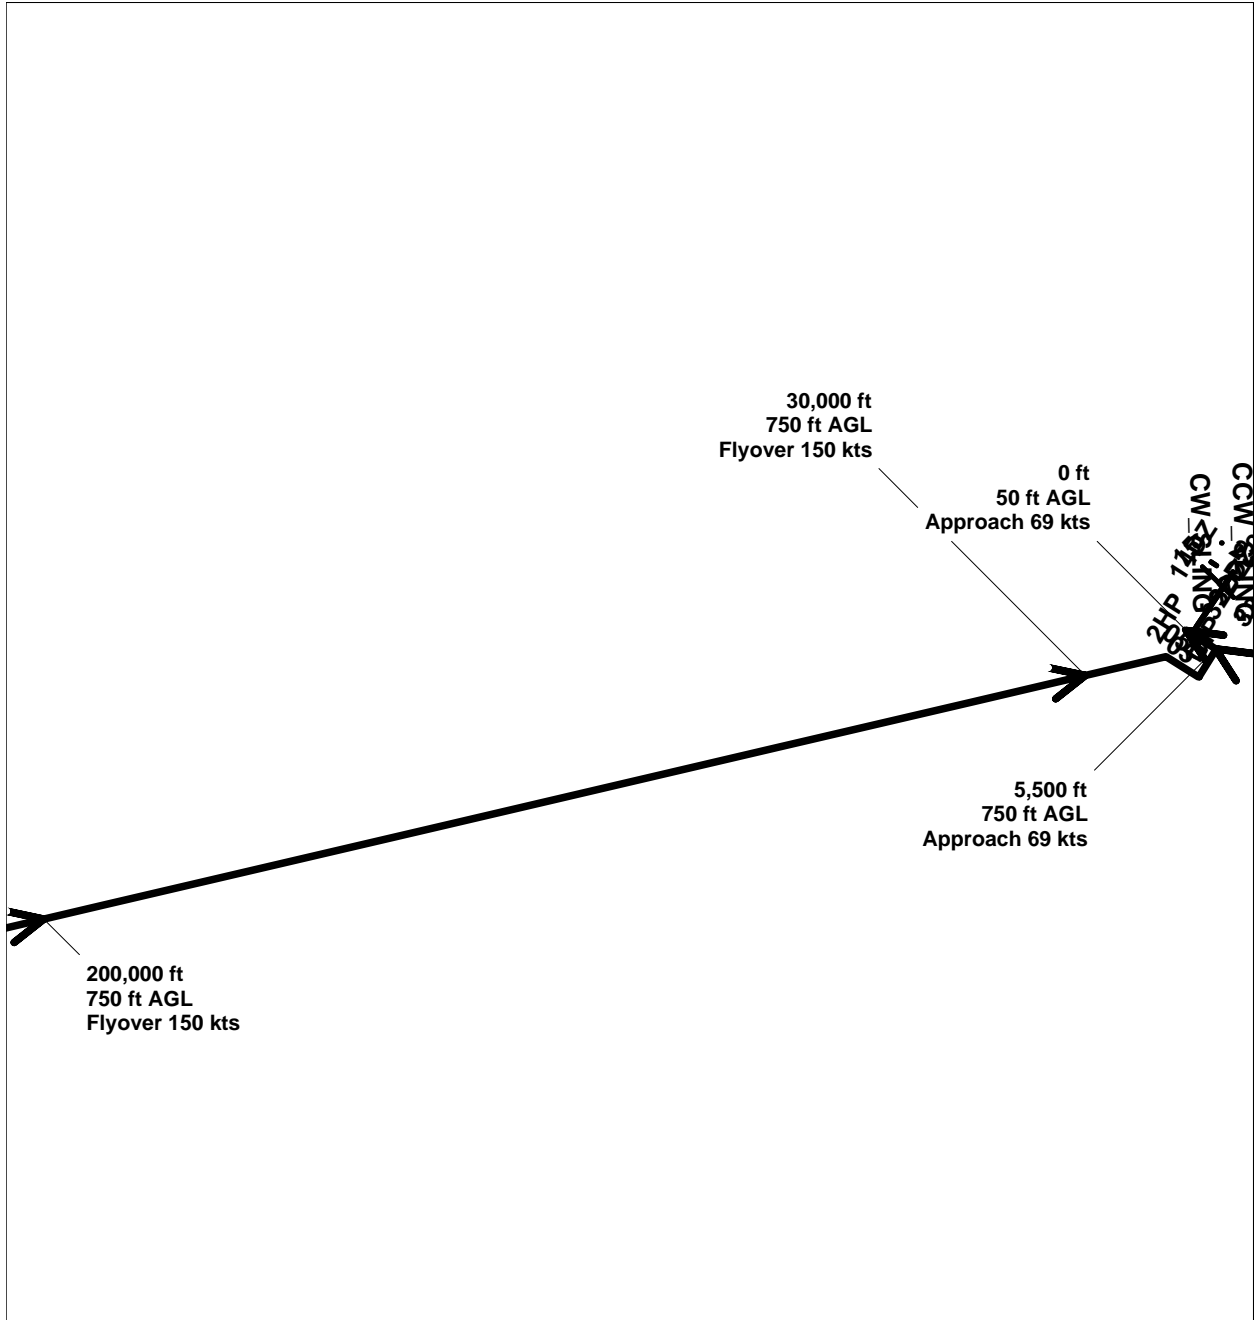 30,000 ft
750 ft AGL
Flyover 150 kts
0 ft
50 ft AGL
Approach 69 kts
2HP
5,500 ft
750 ft AGL
Approach 69 kts
200,000 ft
750 ft AGL
Flyover 150 kts